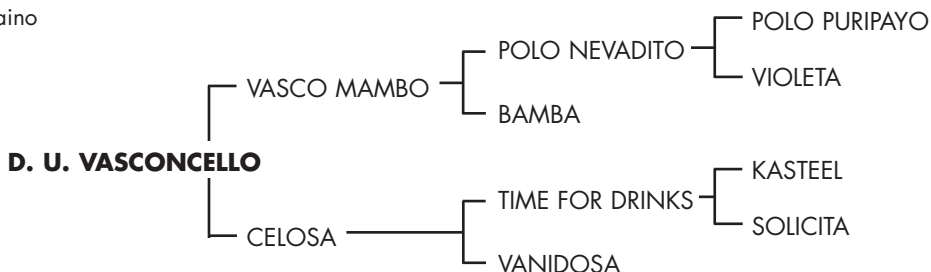 aino
POLO PURIPAYO
POLO NEVADITO
VIOLETA
VASCO MAMBO
BAMBA
D. U. VASCONCELLO
KASTEEL
TIME FOR DRINKS
SOLICITA
CELOSA
VANIDOSA